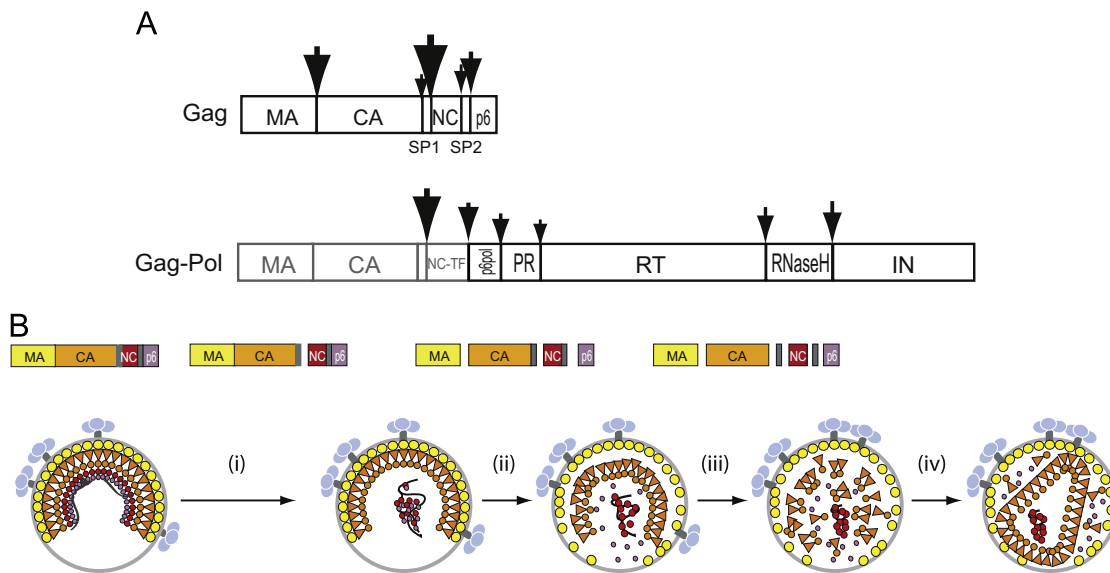 A
Gag MA CA NC p6
SP1 SP2
Gag-Pol MA CA NC-TF p6pol PR RT RNaseH IN
B
MA CA NC p6 MA CA NC p6 MA CA NC p6 MA CA NC p6
(i) (ii) (iii) (iv)